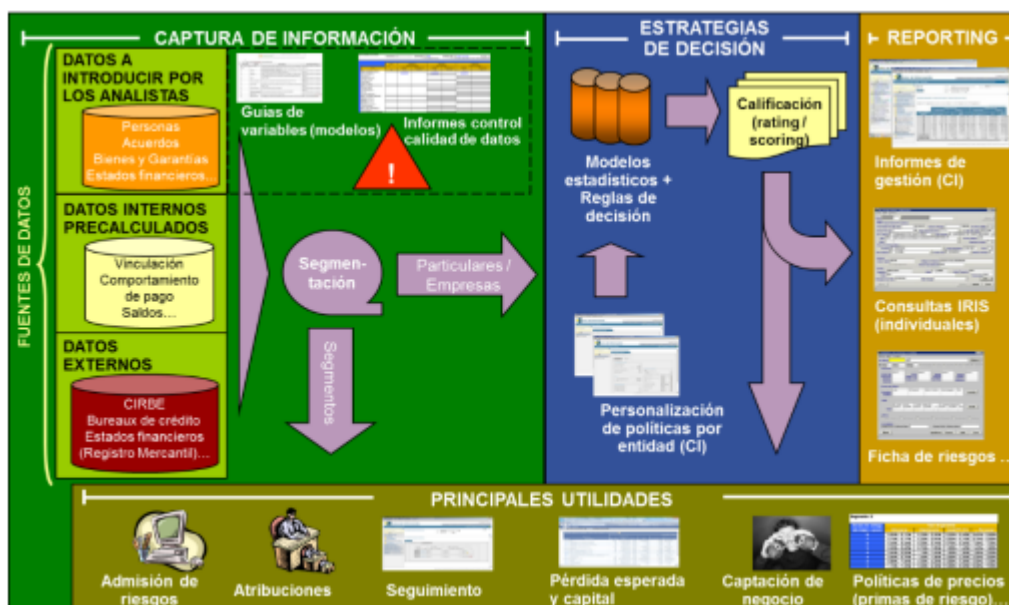 CAPTURA DE INFORMACIÓN
FUENTES DE DATOS
DATOS A
INTRODUCIR POR
LOS ANALISTAS
Personas
Acuerdos
Bienes y Garantías
Estados financieros...
Guías de
variables (modelos)
Informes control
calidad de datos
!
DATOS INTERNOS
PRECALCULADOS
Vinculación
Comportamiento
de pago
Saldos...
DATOS
EXTERNOS
CIRBE
Bureaux de crédito
Estados financieros
(Registro Mercantil)...
Segmen-
tación
Particulares /
Empresas
Segmentos
ESTRATEGIAS
DE DECISIÓN
Modelos
estadísticos +
Reglas de
decisión
Calificación
(rating /
scoring)
Personalización
de políticas por
entidad (CI)
REPORTING
Informes de
gestión (CI)
Consultas IRIS
(individuales)
Ficha de riesgos ...
PRINCIPALES UTILIDADES
Admisión de
riesgos
Atribuciones
Seguimiento
Pérdida esperada
y capital
Captación de
negocio
Políticas de precios
(primas de riesgo)...